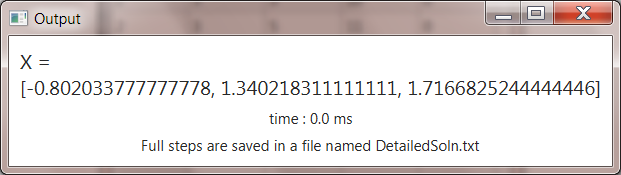 Output
X =
[-0.802033777777778, 1.340218311111111, 1.7166825244444446]
time : 0.0 ms
Full steps are saved in a file named DetailedSoln.txt